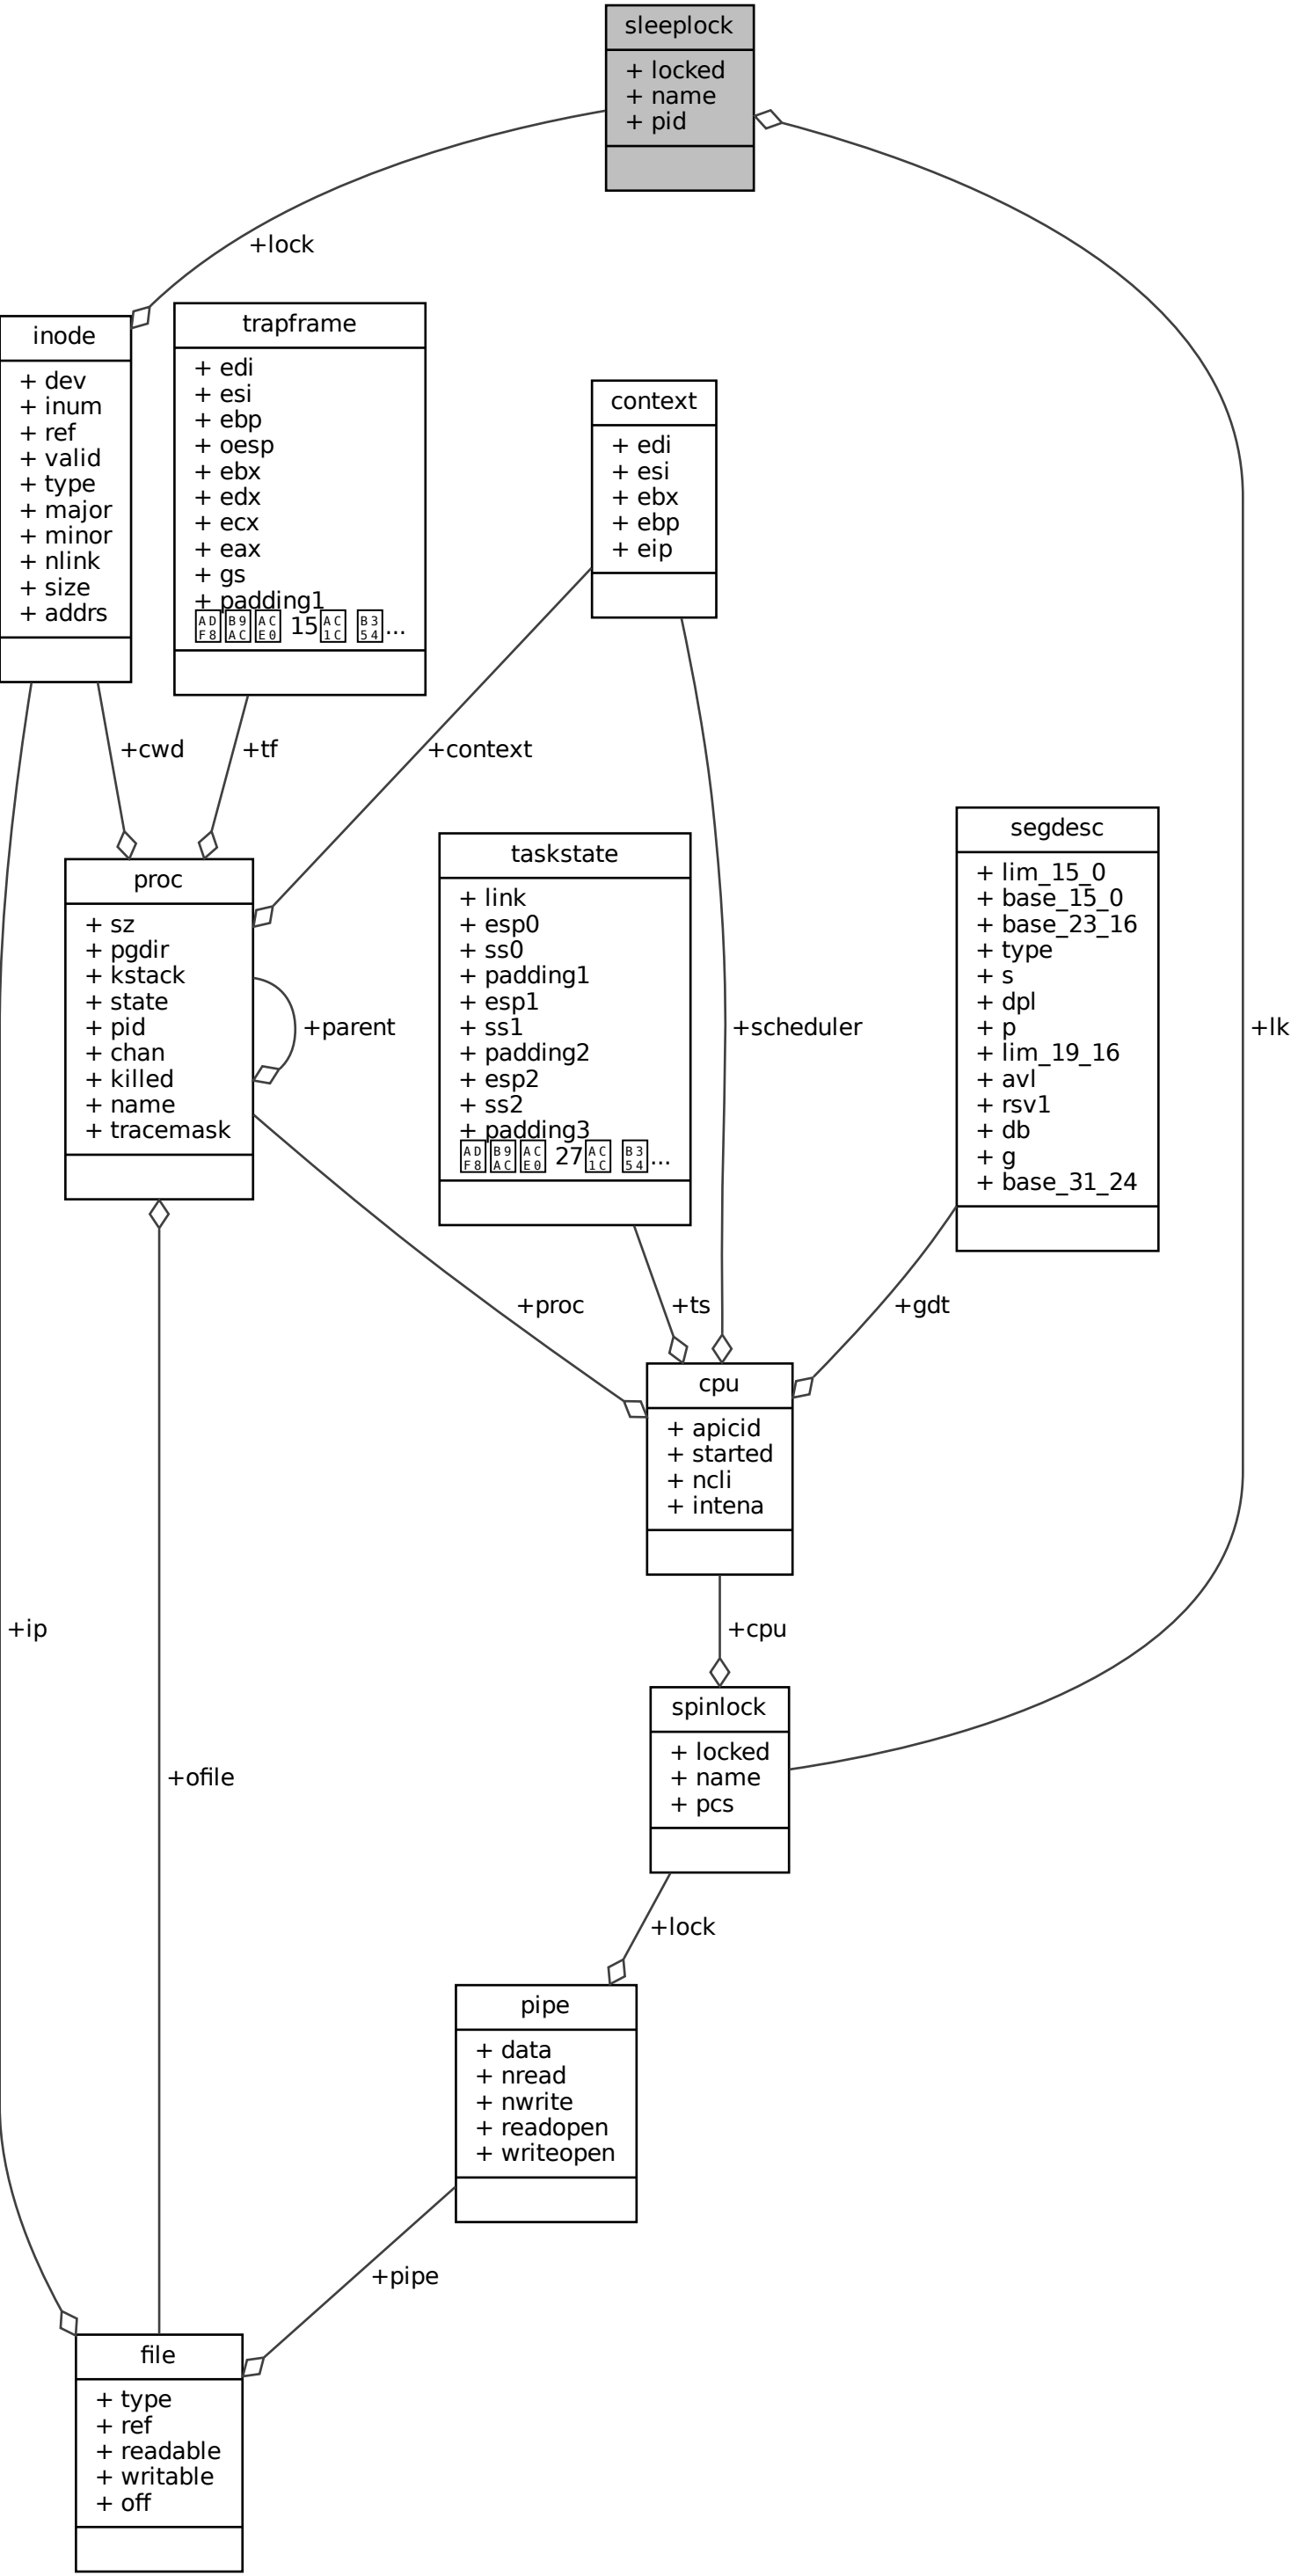 sleeplock
+ locked
+ name
+ pid
+lock
inode
+ dev
+ inum
+ ref
+ valid
+ type
+ major
+ minor
+ nlink
+ size
+ addrs
trapframe
+ edi
+ esi
+ ebp
+ oesp
+ ebx
+ edx
+ ecx
+ eax
+ gs
+ padding1
15 ...
context
+ edi
+ esi
+ ebx
+ ebp
+ eip
+cwd
+tf
+context
proc
+ sz
+ pgdir
+ kstack
+ state
+ pid
+ chan
+ killed
+ name
+ tracemask
+parent
taskstate
+ link
+ esp0
+ ss0
+ padding1
+ esp1
+ ss1
+ padding2
+ esp2
+ ss2
+ padding3
27 ...
+scheduler
segdesc
+ lim_15_0
+ base_15_0
+ base_23_16
+ type
+ s
+ dpl
+ p
+ lim_19_16
+ avl
+ rsv1
+ db
+ g
+ base_31_24
+lk
+proc
+ts
+gdt
cpu
+ apicid
+ started
+ ncli
+ intena
+ip
+cpu
spinlock
+ locked
+ name
+ pcs
+ofile
+lock
pipe
+ data
+ nread
+ nwrite
+ readopen
+ writeopen
+pipe
file
+ type
+ ref
+ readable
+ writable
+ off